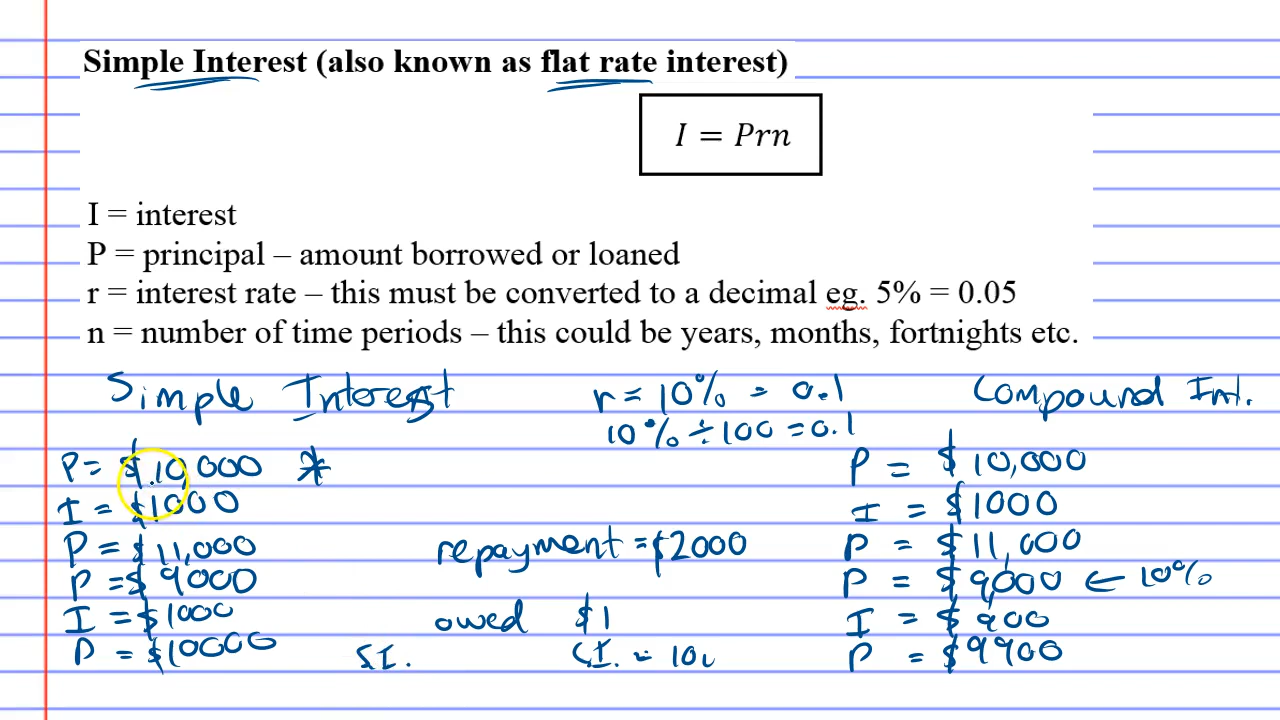 Simple Interest (also known as flat rate interest)
I = Prn
I = interest
P = principal – amount borrowed or loaned
r = interest rate – this must be converted to a decimal eg. 5% = 0.05
n = number of time periods – this could be years, months, fortnights etc.
Simple Interest
r = 10% = 0.1
10% ÷ 100 = 0.1
Compound Int.
P = $10,000 *
I = $1000
P = $11,000
P = $9000
I = $1000
P = $10000
repayment = $2000
owed $1
S.I.
C.I. = 10
P = $10,000
I = $1000
P = $11,000
P = $9,000 ← 10%
I = $900
P = $9900